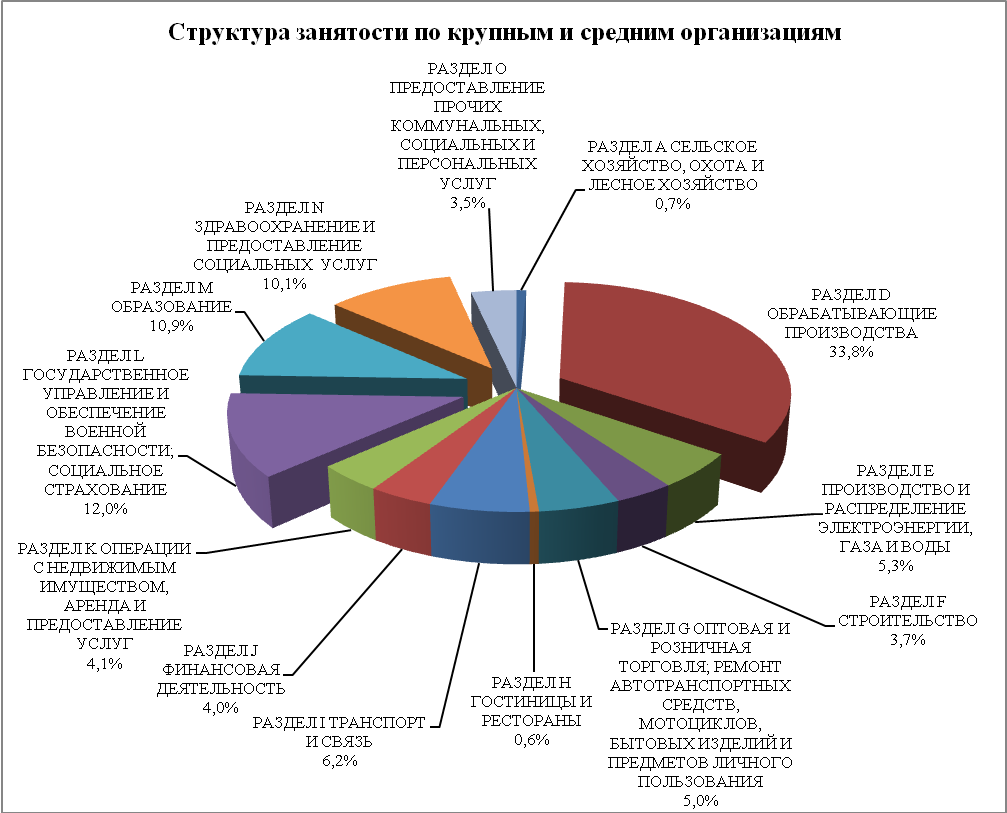 Структура занятости по крупным и средним организациям
РАЗДЕЛ O
ПРЕДОСТАВЛЕНИЕ
ПРОЧИХ
КОММУНАЛЬНЫХ,
СОЦИАЛЬНЫХ И
ПЕРСОНАЛЬНЫХ
УСЛУГ
3,5%
РАЗДЕЛ A СЕЛЬСКОЕ
ХОЗЯЙСТВО, ОХОТА И
ЛЕСНОЕ ХОЗЯЙСТВО
0,7%
РАЗДЕЛ D
ОБРАБАТЫВАЮЩИЕ
ПРОИЗВОДСТВА
33,8%
РАЗДЕЛ E
ПРОИЗВОДСТВО И
РАСПРЕДЕЛЕНИЕ
ЭЛЕКТРОЭНЕРГИИ,
ГАЗА И ВОДЫ
5,3%
РАЗДЕЛ F
СТРОИТЕЛЬСТВО
3,7%
РАЗДЕЛ G ОПТОВАЯ И
РОЗНИЧНАЯ
ТОРГОВЛЯ; РЕМОНТ
АВТОТРАНСПОРТНЫХ
СРЕДСТВ,
МОТОЦИКЛОВ,
БЫТОВЫХ ИЗДЕЛИЙ И
ПРЕДМЕТОВ ЛИЧНОГО
ПОЛЬЗОВАНИЯ
5,0%
РАЗДЕЛ H
ГОСТИНИЦЫ И
РЕСТОРАНЫ
0,6%
РАЗДЕЛ I ТРАНСПОРТ
И СВЯЗЬ
6,2%
РАЗДЕЛ J
ФИНАНСОВАЯ
ДЕЯТЕЛЬНОСТЬ
4,0%
РАЗДЕЛ K ОПЕРАЦИИ
С НЕДВИЖИМЫМ
ИМУЩЕСТВОМ,
АРЕНДА И
ПРЕДОСТАВЛЕНИЕ
УСЛУГ
4,1%
РАЗДЕЛ L
ГОСУДАРСТВЕННОЕ
УПРАВЛЕНИЕ И
ОБЕСПЕЧЕНИЕ
ВОЕННОЙ
БЕЗОПАСНОСТИ;
СОЦИАЛЬНОЕ
СТРАХОВАНИЕ
12,0%
РАЗДЕЛ M
ОБРАЗОВАНИЕ
10,9%
РАЗДЕЛ N
ЗДРАВООХРАНЕНИЕ И
ПРЕДОСТАВЛЕНИЕ
СОЦИАЛЬНЫХ УСЛУГ
10,1%